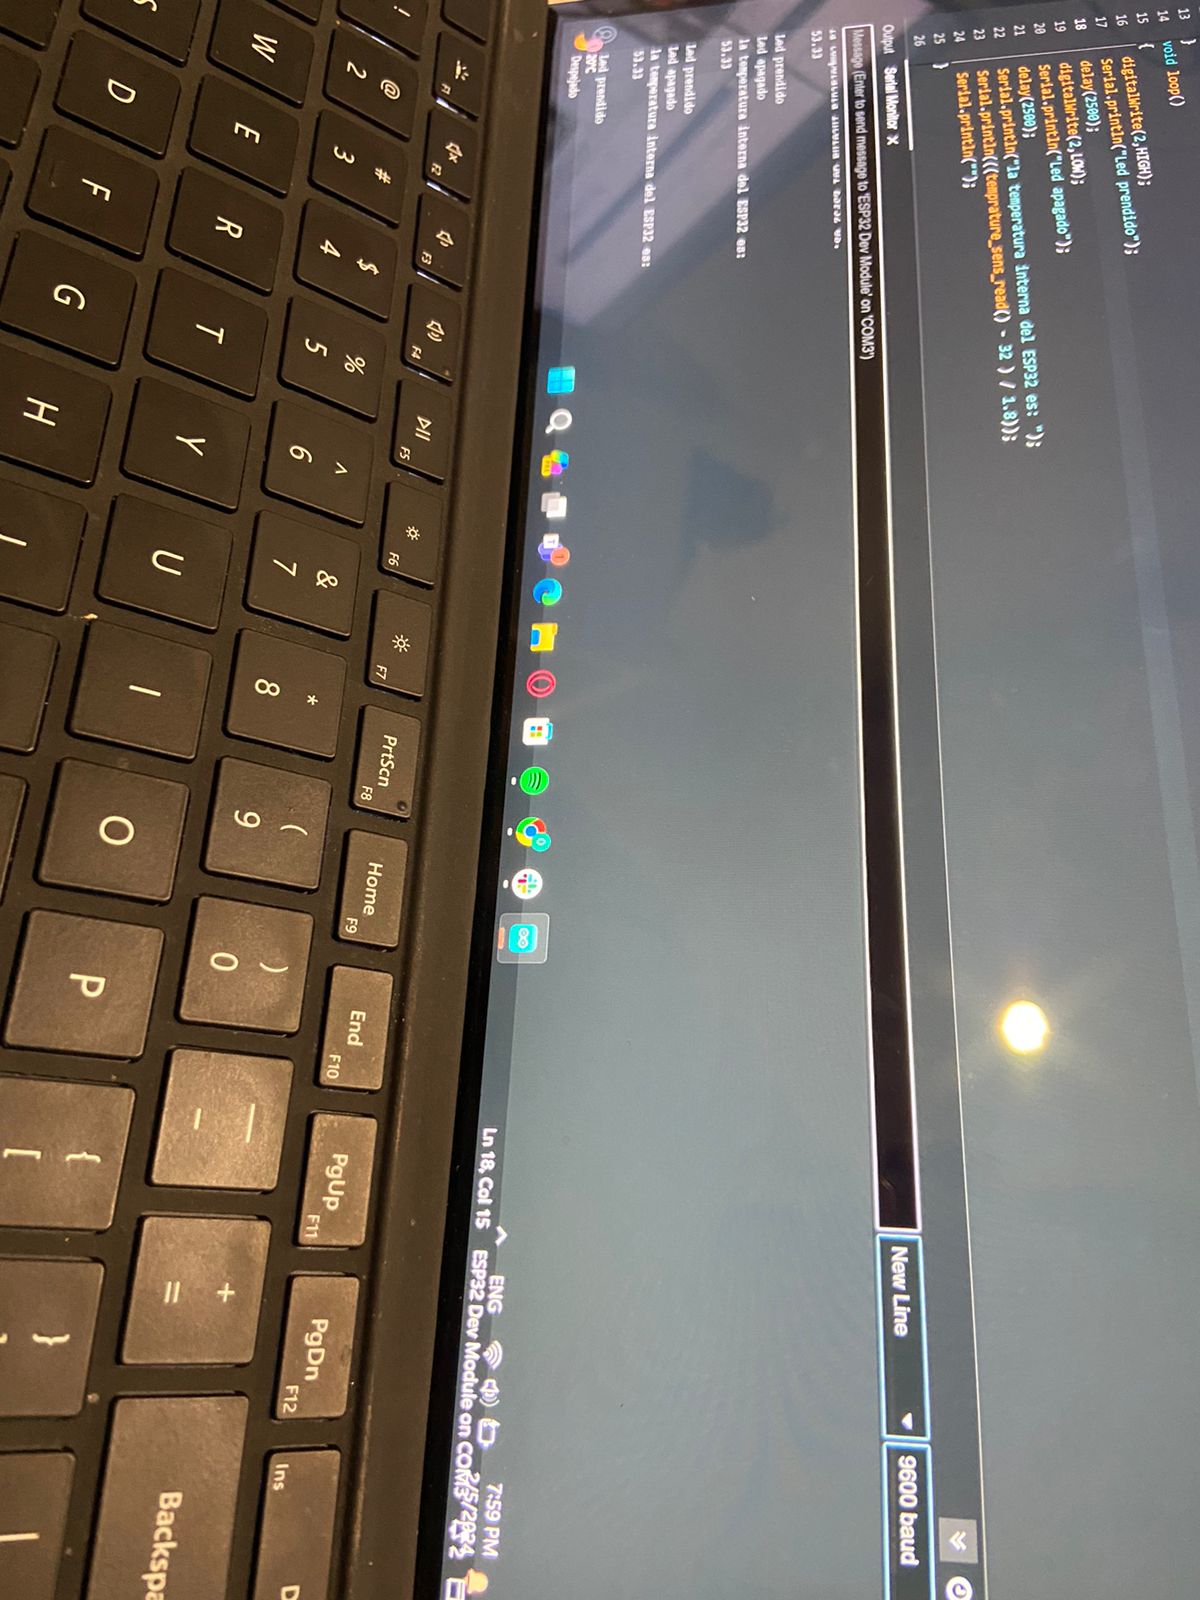 13 }
14 void loop()
15 {
16 digitalWrite(2,HIGH);
17 Serial.println("Led prendido");
18 delay(2500);
19 digitalWrite(2,LOW);
20 Serial.println("Led apagado");
21 delay(2500);
22 Serial.println("la temperatura interna del ESP32 es: ");
23 Serial.println(((temprature_sens_read() - 32 ) / 1.8));
24 Serial.println("");
25 }
26
Output Serial Monitor X
Message (Enter to send message to 'ESP32 Dev Module' on 'COM3')
New Line
9600 baud
53.33
Led prendido
Led apagado
la temperatura interna del ESP32 es:
53.33
Led prendido
Led apagado
la temperatura interna del ESP32 es:
53.33
Led prendido
Despejado
Ln 18, Col 15 ESP32 Dev Module on COM3 2
ENG
7:59 PM
2/5/2024
F1 F2 F3 F4 F5 F6 F7
PrtScn F8
Home F9
End F10
PgUp F11
PgDn F12
Ins
!
@ 2
# 3
$ 4
% 5
^ 6
& 7
* 8
( 9
) 0
_ -
+ =
Backspa
W E R T Y U I O P
{ [
}
D F G H